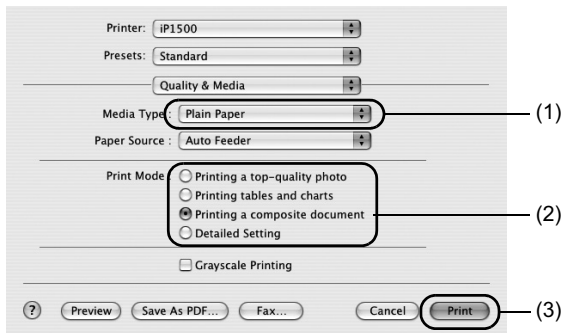 Printer: iP1500
Presets: Standard
Quality & Media
Media Type : Plain Paper (1)
Paper Source : Auto Feeder
Print Mode : Printing a top-quality photo
Printing tables and charts
Printing a composite document (2)
Detailed Setting
Grayscale Printing
? Preview Save As PDF... Fax... Cancel Print (3)